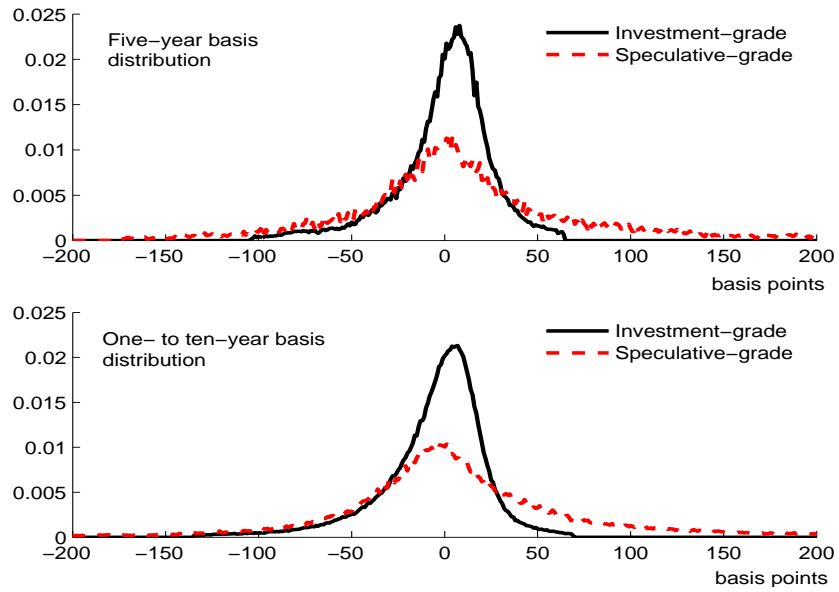 0.025
0.02
0.015
0.01
0.005
0
Five−year basis
distribution
Investment−grade
Speculative−grade
−200 −150 −100 −50 0 50 100 150 200
basis points
0.025
0.02
0.015
0.01
0.005
0
One− to ten−year basis
distribution
Investment−grade
Speculative−grade
−200 −150 −100 −50 0 50 100 150 200
basis points